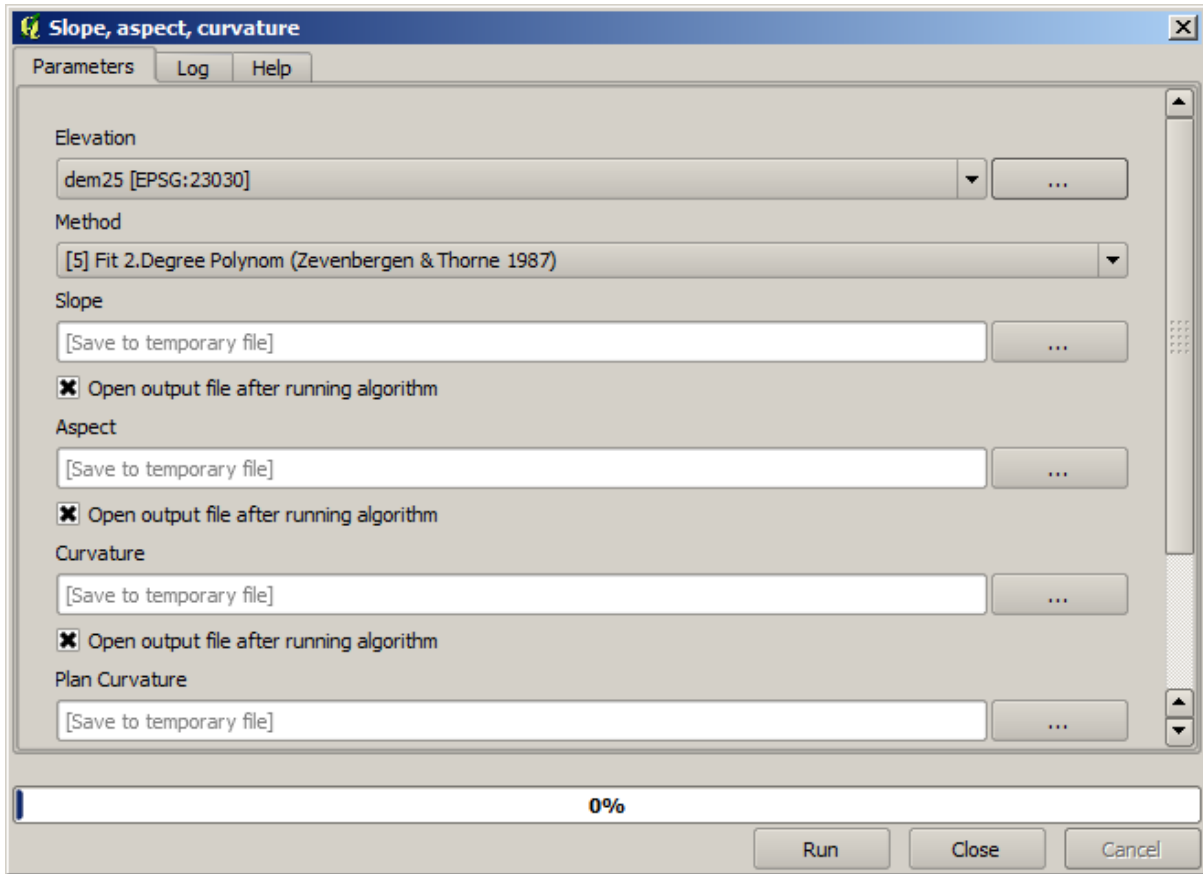 Slope, aspect, curvature
Parameters Log Help
Elevation
dem25 [EPSG:23030]
...
Method
[5] Fit 2.Degree Polynom (Zevenbergen & Thorne 1987)
Slope
[Save to temporary file]
...
Open output file after running algorithm
Aspect
[Save to temporary file]
...
Open output file after running algorithm
Curvature
[Save to temporary file]
...
Open output file after running algorithm
Plan Curvature
[Save to temporary file]
...
0%
Run Close Cancel